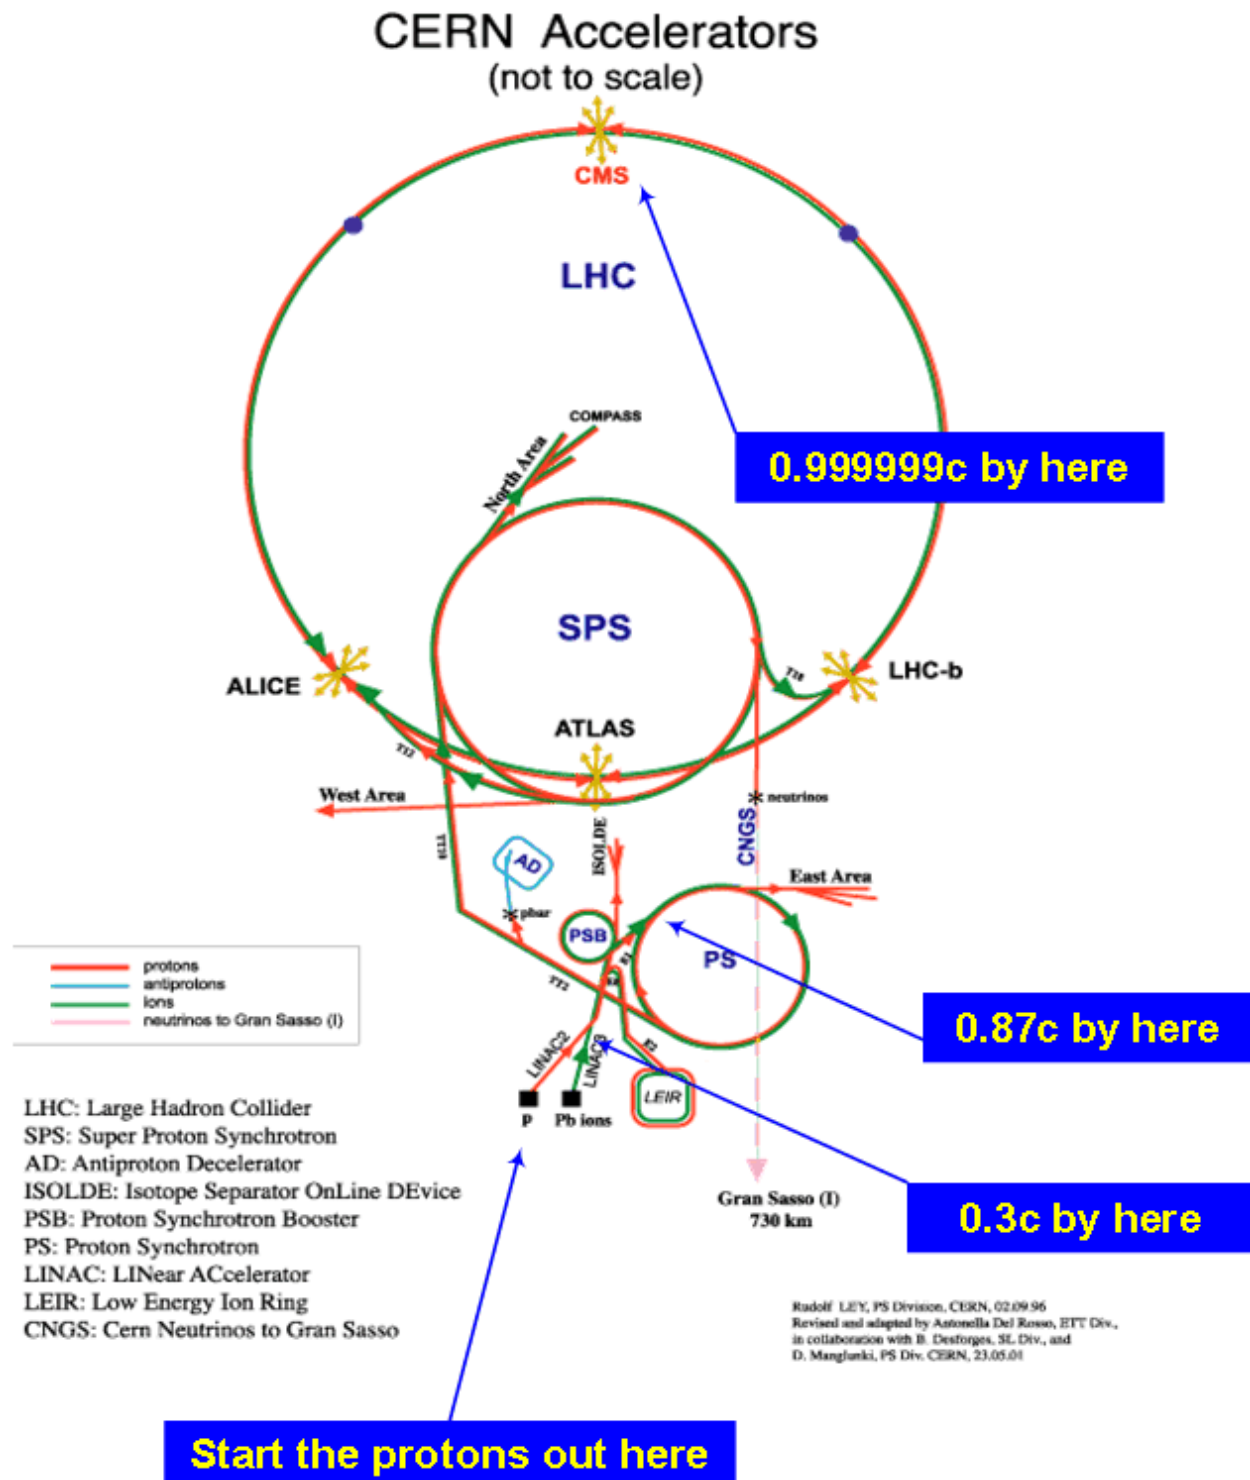 CERN Accelerators
(not to scale)
CMS
LHC
COMPASS
North Area
0.999999c by here
SPS
ALICE
LHC-b
TI8
ATLAS
TI2
West Area
neutrinos
CNGS
ISOLDE
AD
East Area
pbar
PSB
PS
TT2
protons
antiprotons
ions
neutrinos to Gran Sasso (I)
0.87c by here
LINAC2
LINAC3
E2
LEIR
p
Pb ions
LHC: Large Hadron Collider
SPS: Super Proton Synchrotron
AD: Antiproton Decelerator
ISOLDE: Isotope Separator OnLine DEvice
PSB: Proton Synchrotron Booster
PS: Proton Synchrotron
LINAC: LINear ACcelerator
LEIR: Low Energy Ion Ring
CNGS: Cern Neutrinos to Gran Sasso
Gran Sasso (I)
730 km
0.3c by here
Rudolf LEY, PS Division, CERN, 02.09.96
Revised and adapted by Antonella Del Rosso, ETT Div.,
in collaboration with B. Desforges, SL Div., and
D. Manglunki, PS Div. CERN, 23.05.01
Start the protons out here